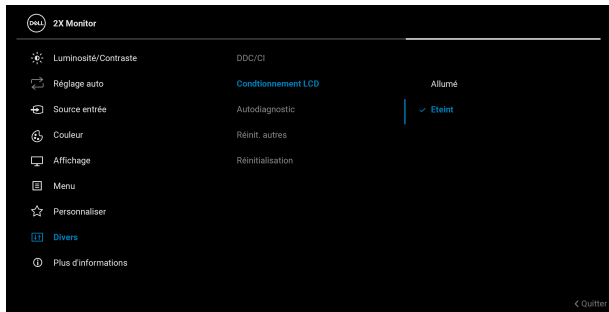 DELL 2X Monitor
Luminosité/Contraste DDC/CI
Réglage auto Condtionnement LCD Allumé
Source entrée Autodiagnostic Eteint
Couleur Réinit. autres
Affichage Réinitialisation
Menu
Personnaliser
Divers
Plus d'informations
Quitter